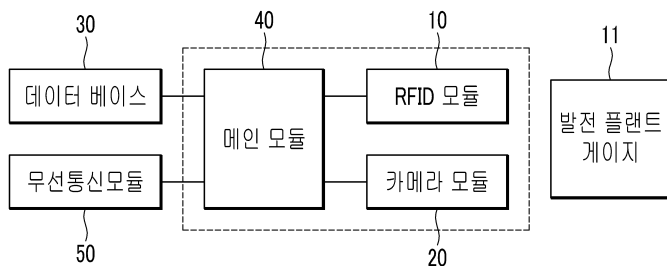 30
40
10
11
데이터 베이스
메인 모듈
RFID 모듈
발전 플랜트
게이지
무선통신모듈
카메라 모듈
50
20